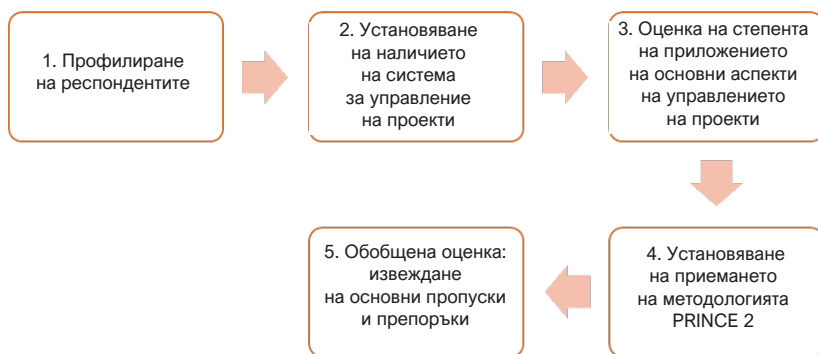 1. Профилиране
на респондентите
2. Установяване
на наличието
на система
за управление
на проекти
3. Оценка на степента
на приложението
на основни аспекти
на управлението
на проекти
4. Установяване
на приемането
на методологията
PRINCE 2
5. Обобщена оценка:
извеждане
на основни пропуски
и препоръки